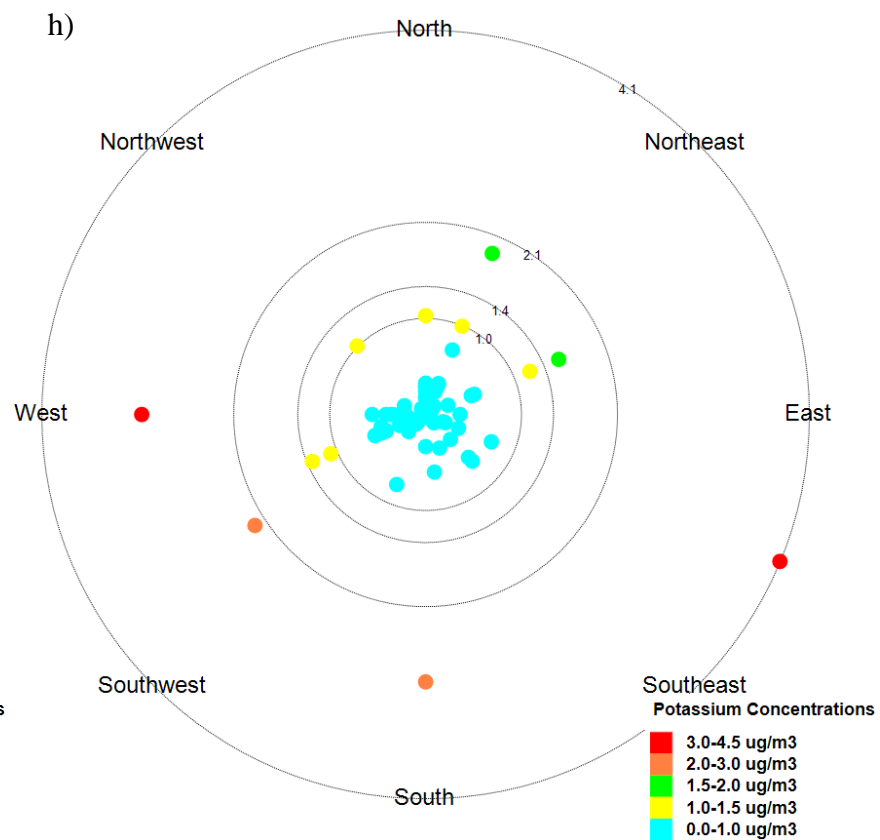 h)
North
4.1
Northwest
Northeast
2.1
1.4
1.0
West
East
Southwest
Southeast
s
Potassium Concentrations
3.0-4.5 ug/m3
2.0-3.0 ug/m3
1.5-2.0 ug/m3
1.0-1.5 ug/m3
South
0.0-1.0 ug/m3